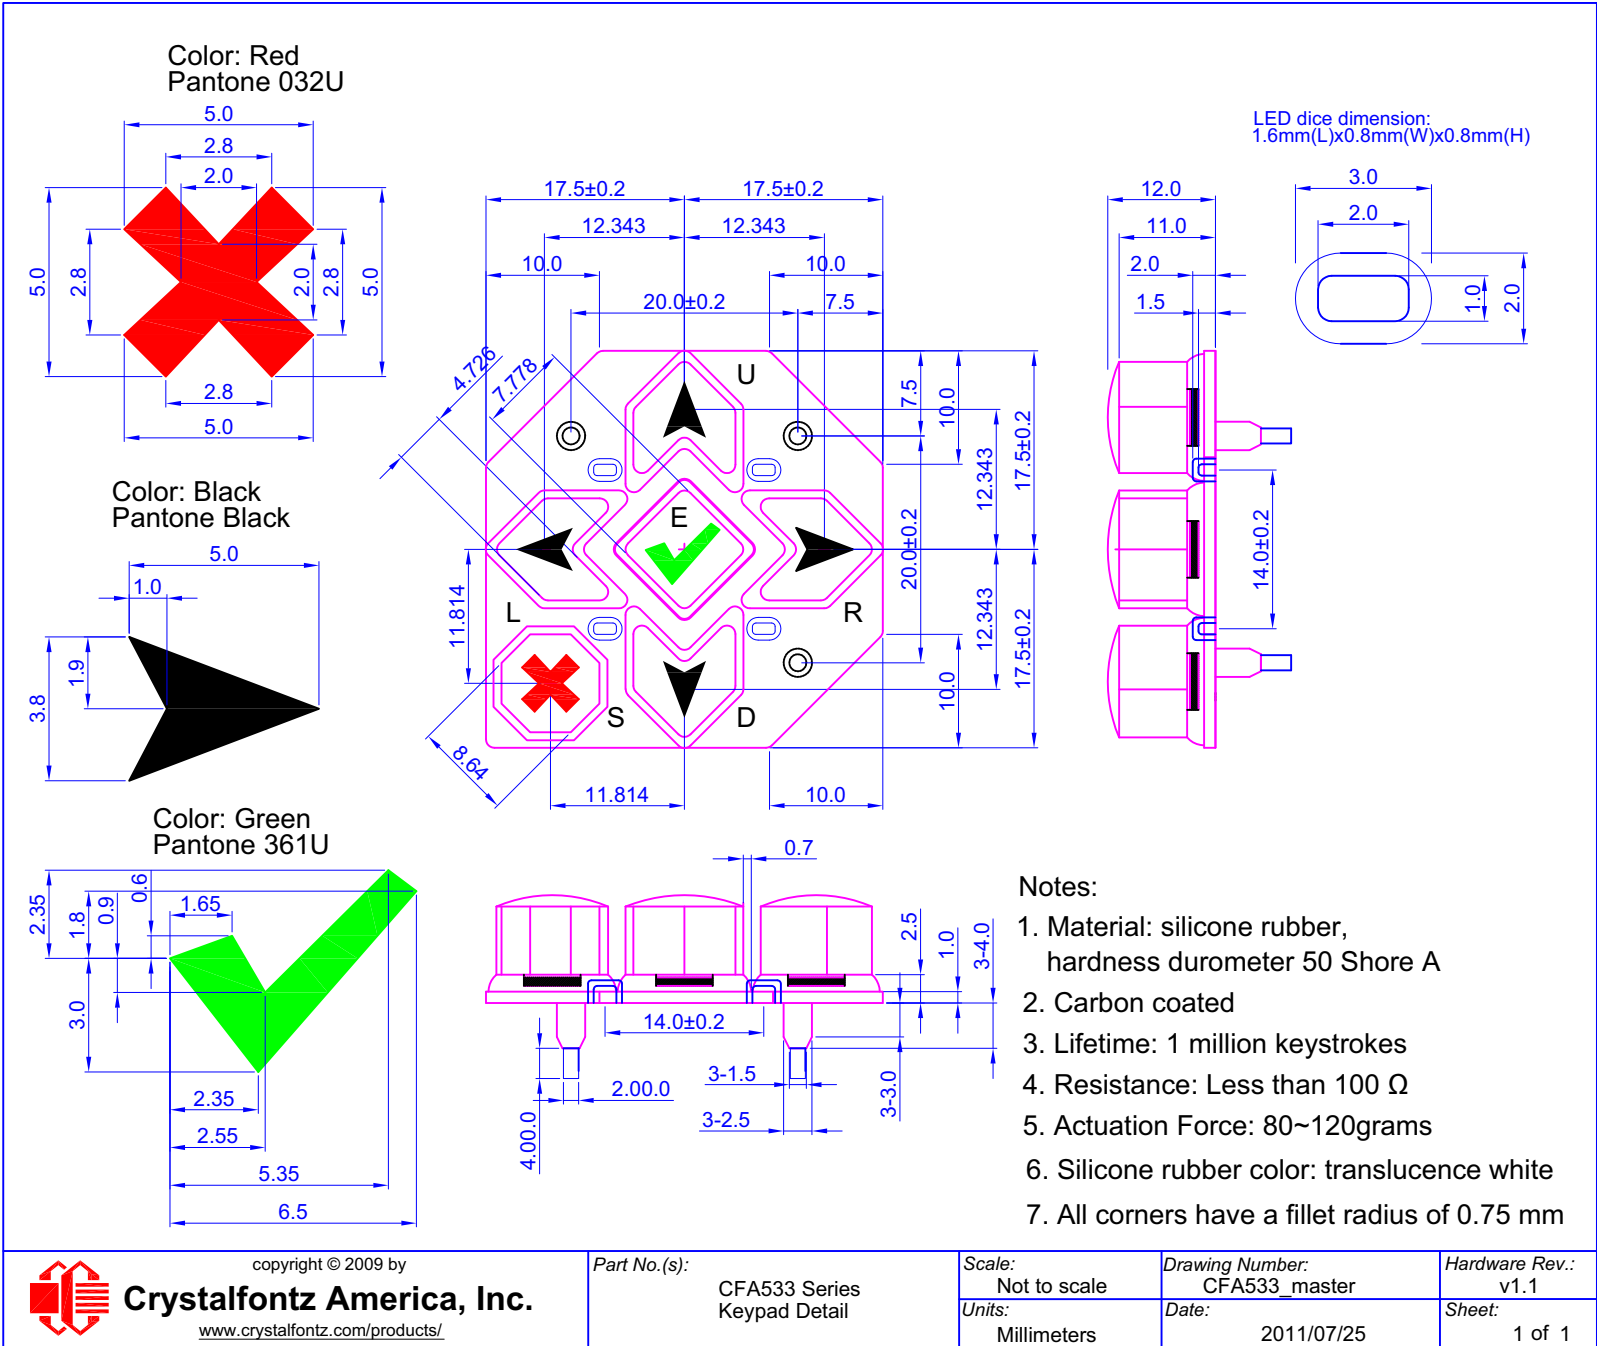 Color: Red
Pantone 032U
5.0
2.8
2.0
5.0
2.8
2.0
2.8
5.0
2.8
5.0
Color: Black
Pantone Black
5.0
1.0
1.9
3.8
Color: Green
Pantone 361U
2.35
1.8
0.9
0.6
1.65
3.0
2.35
2.55
5.35
6.5
17.5±0.2
17.5±0.2
12.343
12.343
10.0
10.0
20.0±0.2
7.5
4.726
7.778
U
E
L
R
S
D
7.5
10.0
12.343
17.5±0.2
20.0±0.2
12.343
17.5±0.2
10.0
11.814
8.64
11.814
10.0
12.0
11.0
2.0
1.5
14.0±0.2
LED dice dimension:
1.6mm(L)x0.8mm(W)x0.8mm(H)
3.0
2.0
1.0
2.0
0.7
2.5
1.0
3-4.0
14.0±0.2
2.00.0
4.00.0
3-1.5
3-2.5
3-3.0
Notes:
1. Material: silicone rubber,
hardness durometer 50 Shore A
2. Carbon coated
3. Lifetime: 1 million keystrokes
4. Resistance: Less than 100 Ω
5. Actuation Force: 80~120grams
6. Silicone rubber color: translucence white
7. All corners have a fillet radius of 0.75 mm
copyright © 2009 by
Crystalfontz America, Inc.
www.crystalfontz.com/products/
Part No.(s):
CFA533 Series
Keypad Detail
Scale:
Not to scale
Units:
Millimeters
Drawing Number:
CFA533_master
Date:
2011/07/25
Hardware Rev.:
v1.1
Sheet:
1 of 1